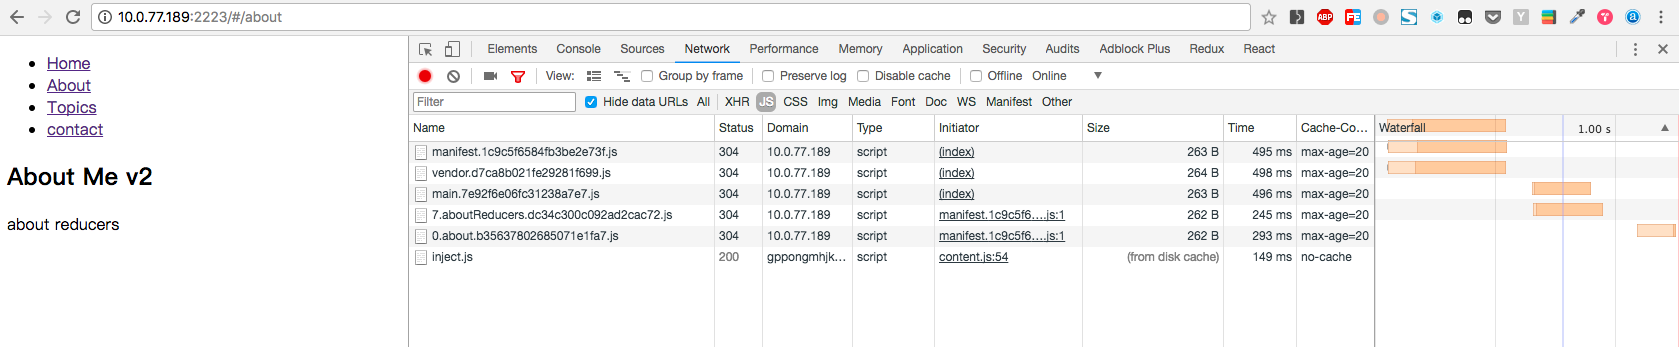 10.0.77.189:2223/#/about
ABP
FE
S
Y
a
Home
About
Topics
contact
About Me v2
about reducers
Elements Console Sources Network Performance Memory Application Security Audits Adblock Plus Redux React
View: Group by frame Preserve log Disable cache Offline Online
Filter Hide data URLs All XHR JS CSS Img Media Font Doc WS Manifest Other
Name Status Domain Type Initiator Size Time Cache-Co... Waterfall 1.00 s
manifest.1c9c5f6584fb3be2e73f.js 304 10.0.77.189 script (index) 263 B 495 ms max-age=20
vendor.d7ca8b021fe29281f699.js 304 10.0.77.189 script (index) 264 B 498 ms max-age=20
main.7e92f6e06fc31238a7e7.js 304 10.0.77.189 script (index) 263 B 496 ms max-age=20
7.aboutReducers.dc34c300c092ad2cac72.js 304 10.0.77.189 script manifest.1c9c5f6....js:1 262 B 245 ms max-age=20
0.about.b35637802685071e1fa7.js 304 10.0.77.189 script manifest.1c9c5f6....js:1 262 B 293 ms max-age=20
inject.js 200 gppongmhjk... script content.js:54 (from disk cache) 149 ms no-cache